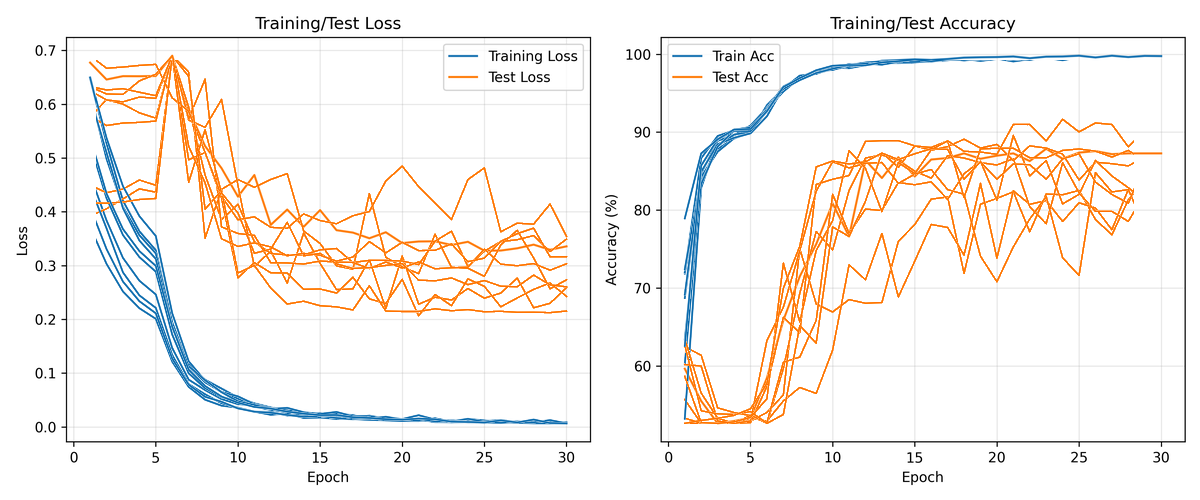 Training/Test Loss
Training Loss
Test Loss
Loss
0.7
0.6
0.5
0.4
0.3
0.2
0.1
0.0
0
5
10
15
20
25
30
Epoch
Training/Test Accuracy
Train Acc
Test Acc
Accuracy (%)
100
90
80
70
60
0
5
10
15
20
25
30
Epoch